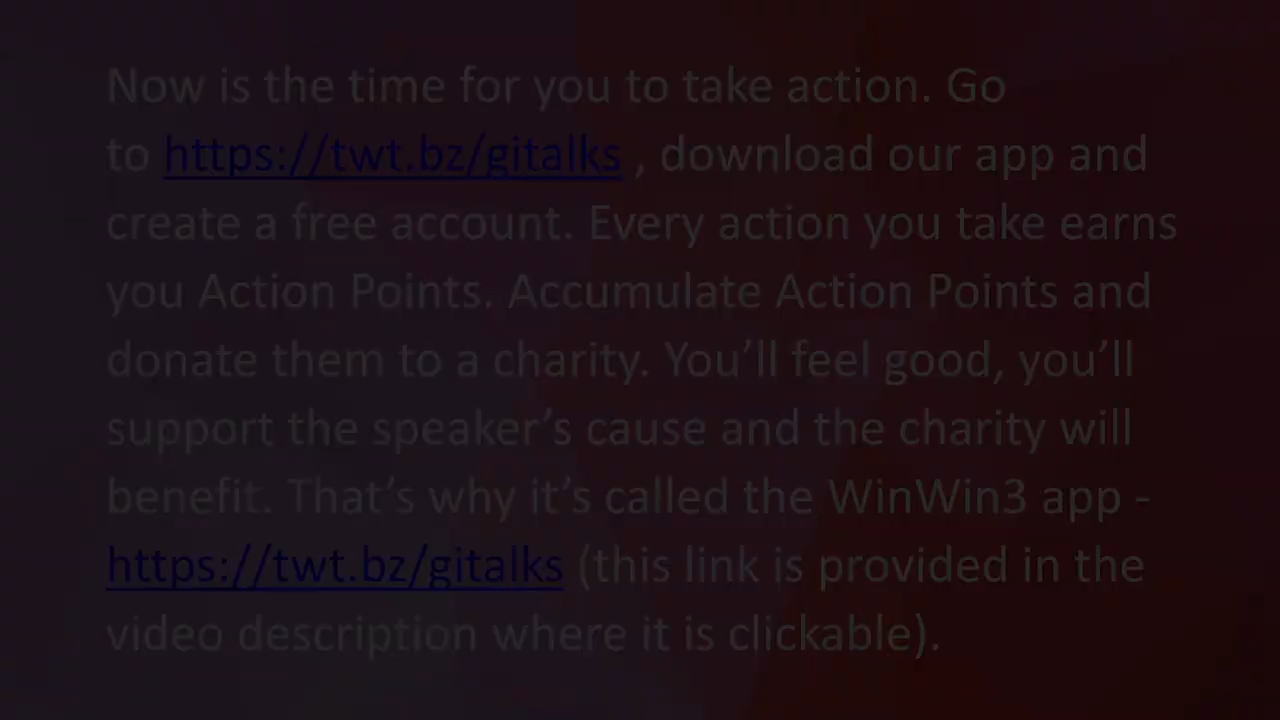 Now is the time for you to take action. Go
to https://twt.bz/gitalks , download our app and
create a free account. Every action you take earns
you Action Points. Accumulate Action Points and
donate them to a charity. You’ll feel good, you’ll
support the speaker’s cause and the charity will
benefit. That’s why it’s called the WinWin3 app -
https://twt.bz/gitalks (this link is provided in the
video description where it is clickable).